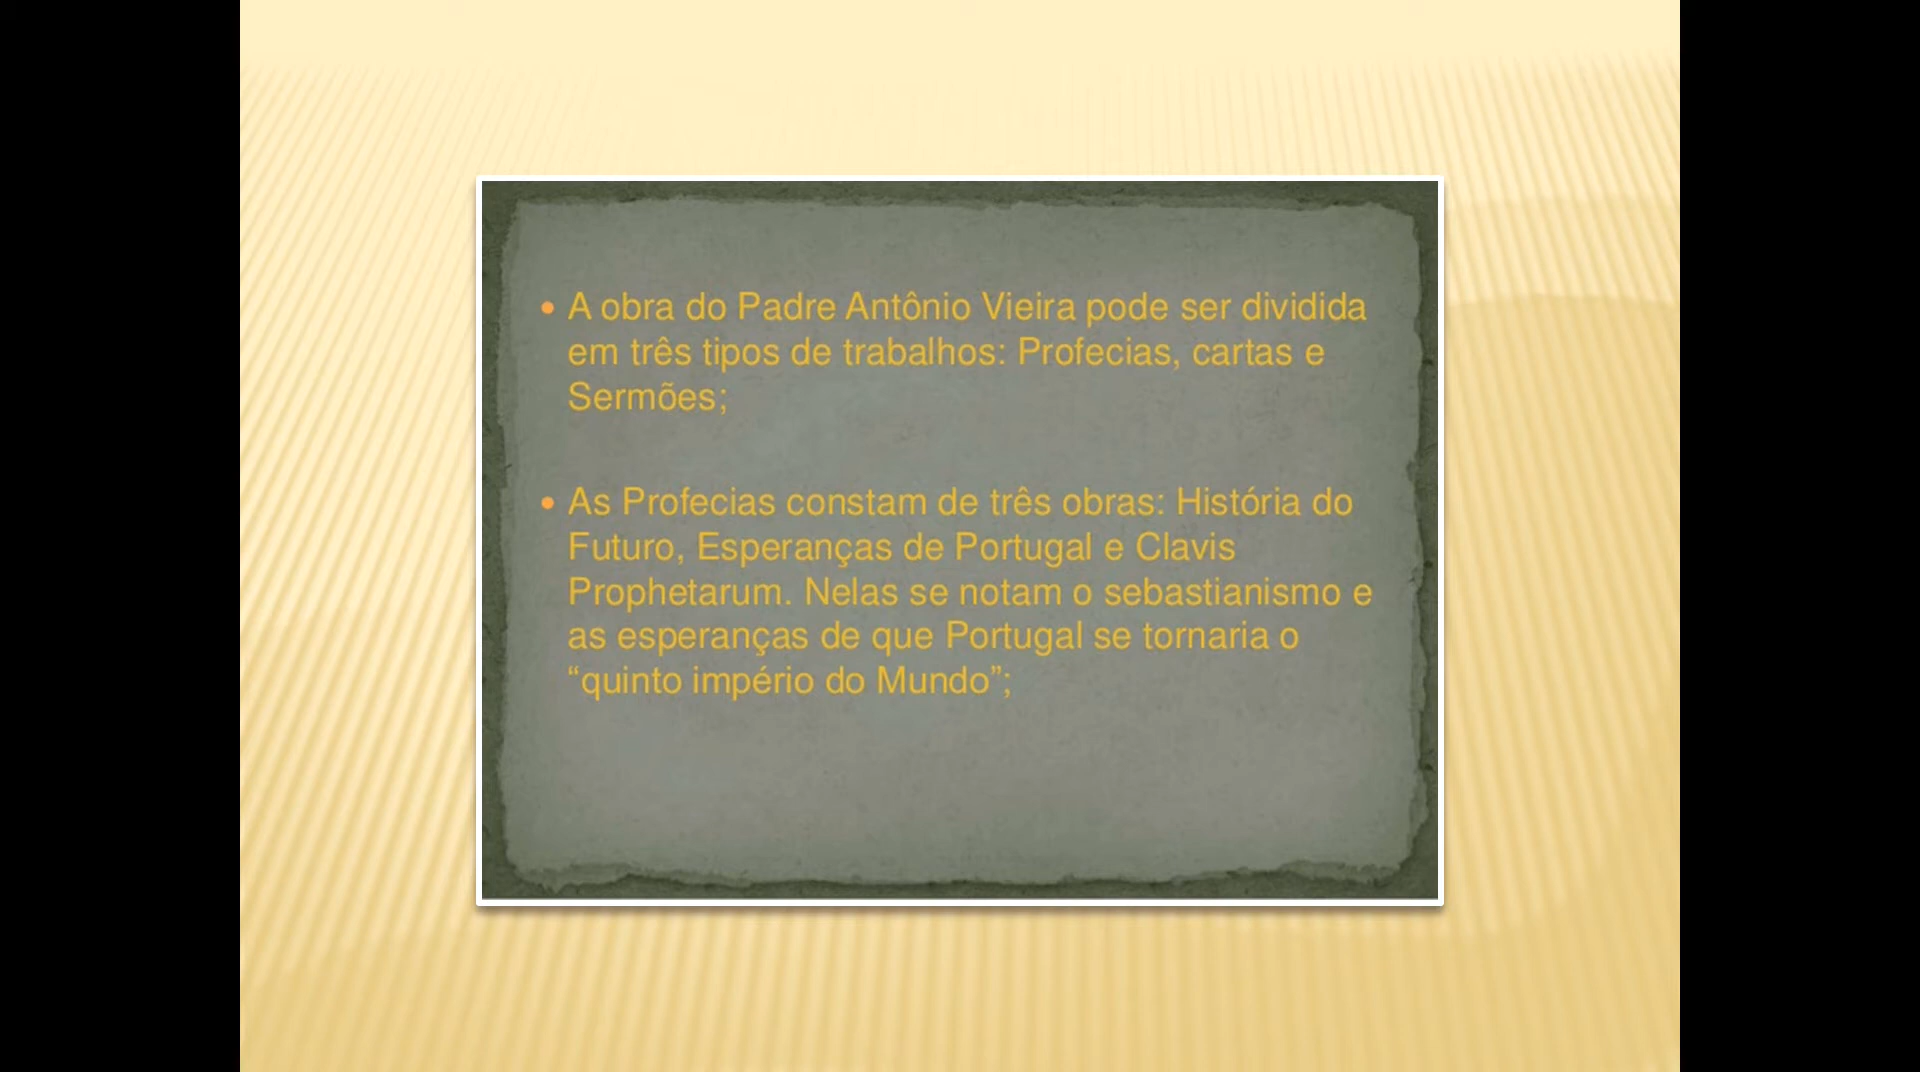 • A obra do Padre Antônio Vieira pode ser dividida
em três tipos de trabalhos: Profecias, cartas e
Sermões;
• As Profecias constam de três obras: História do
Futuro, Esperanças de Portugal e Clavis
Prophetarum. Nelas se notam o sebastianismo e
as esperanças de que Portugal se tornaria o
“quinto império do Mundo”;